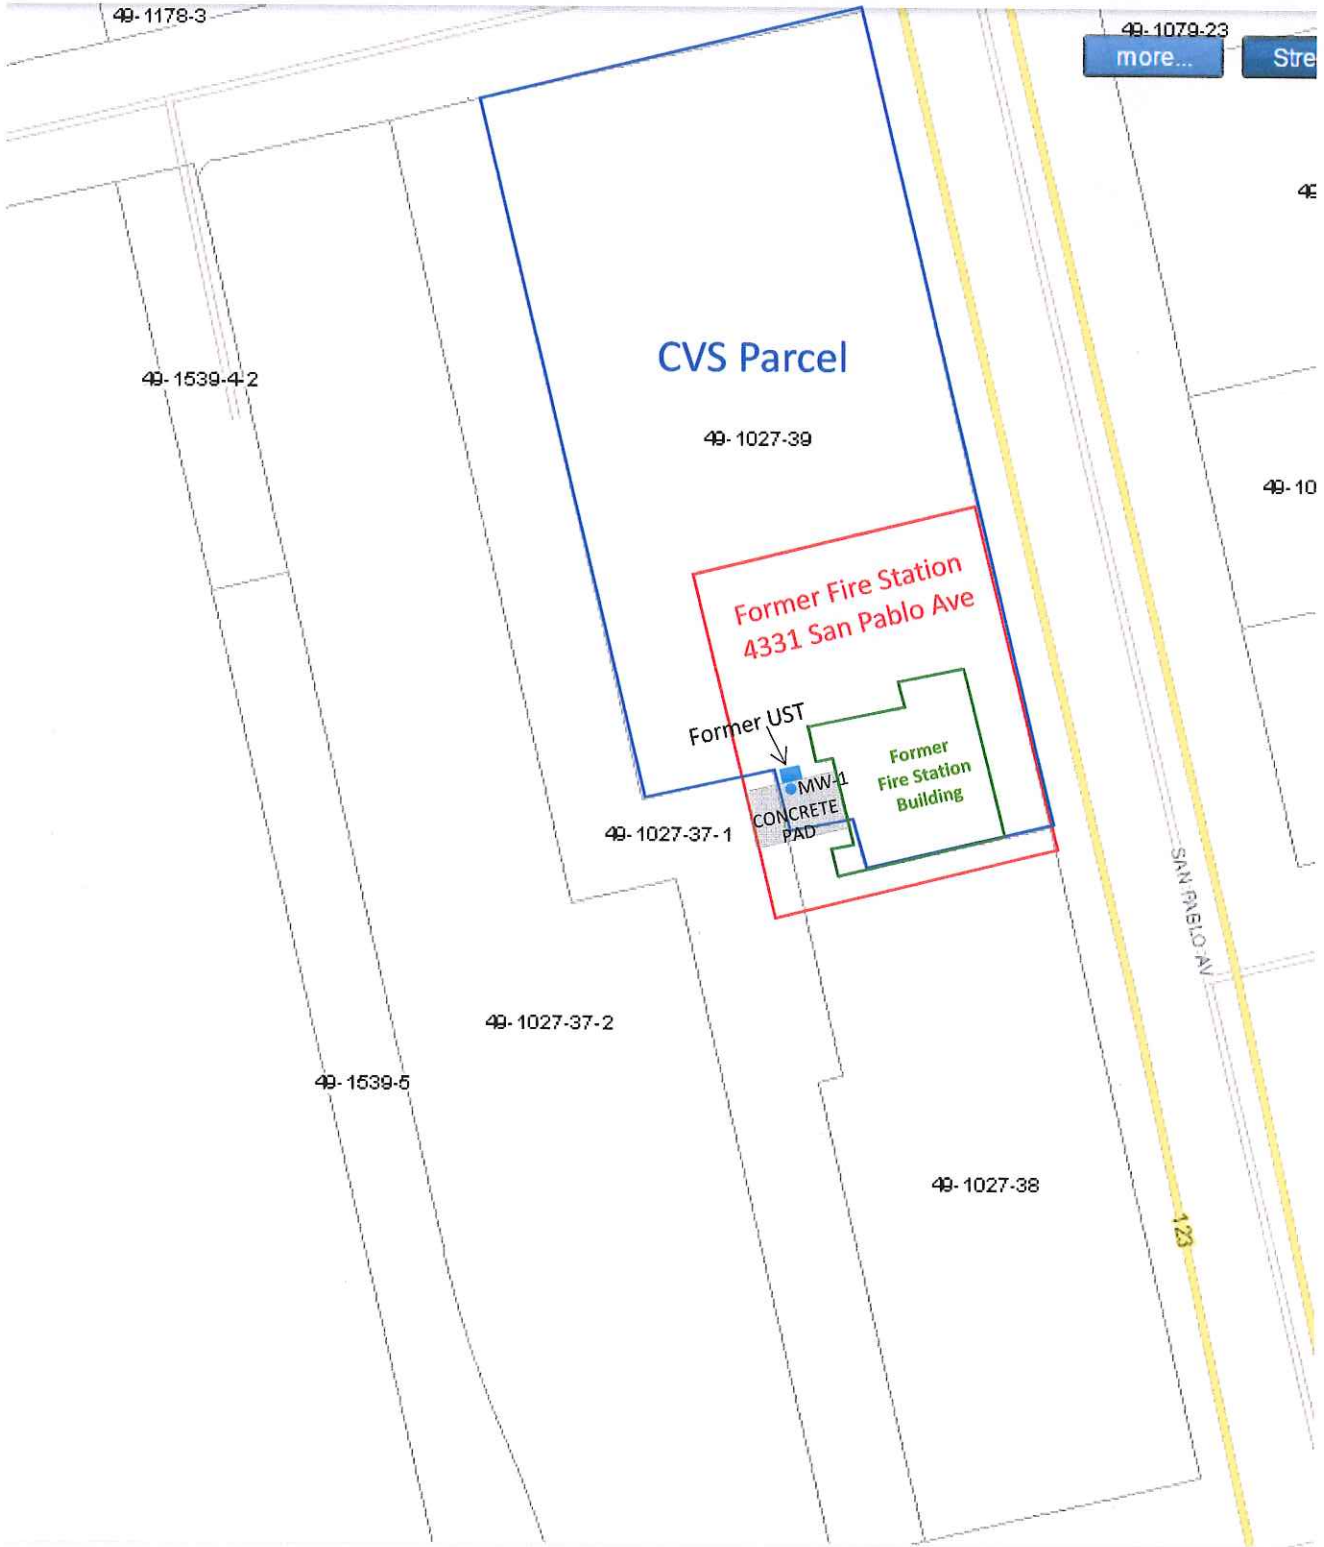 49-1178-3
49-1079-23
more...
Stre
49
CVS Parcel
49-1539-4-2
49-1027-39
49-10
Former Fire Station
4331 San Pablo Ave
Former UST
Former
Fire Station
Building
MW-1
CONCRETE
PAD
49-1027-37-1
SAN PABLO AV
49-1027-37-2
49-1539-5
49-1027-38
123